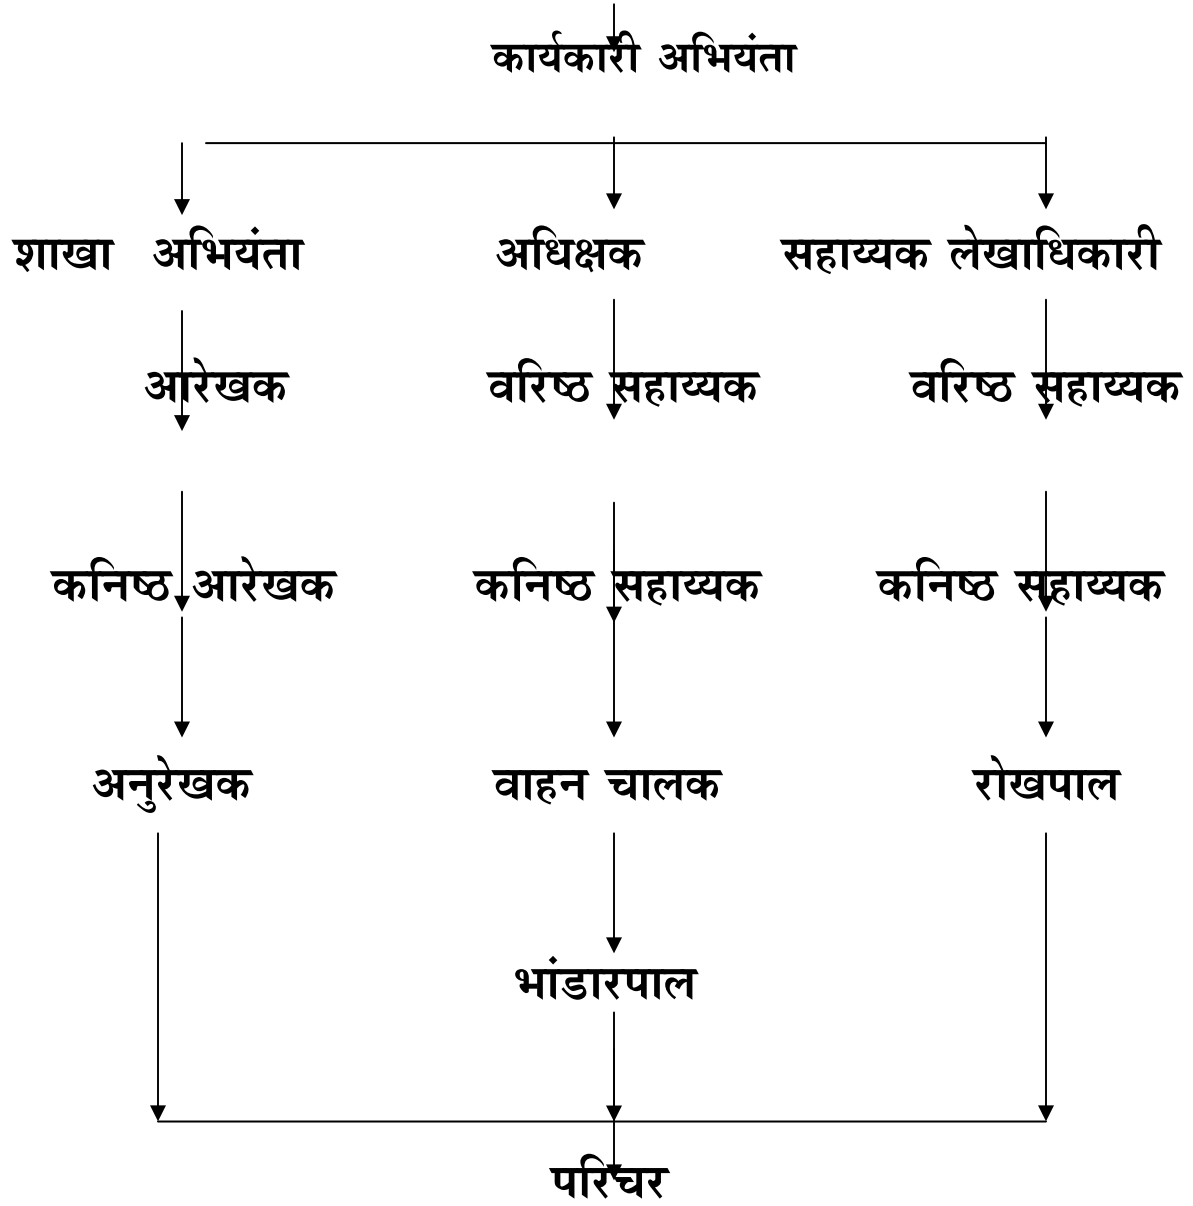 कार्यकारी अभियंता
शाखा अभियंता अधिक्षक सहाय्यक लेखाधिकारी
आरेखक वरिष्ठ सहाय्यक वरिष्ठ सहाय्यक
कनिष्ठ आरेखक कनिष्ठ सहाय्यक कनिष्ठ सहाय्यक
अनुरेखक वाहन चालक रोखपाल
भांडारपाल
परिचर